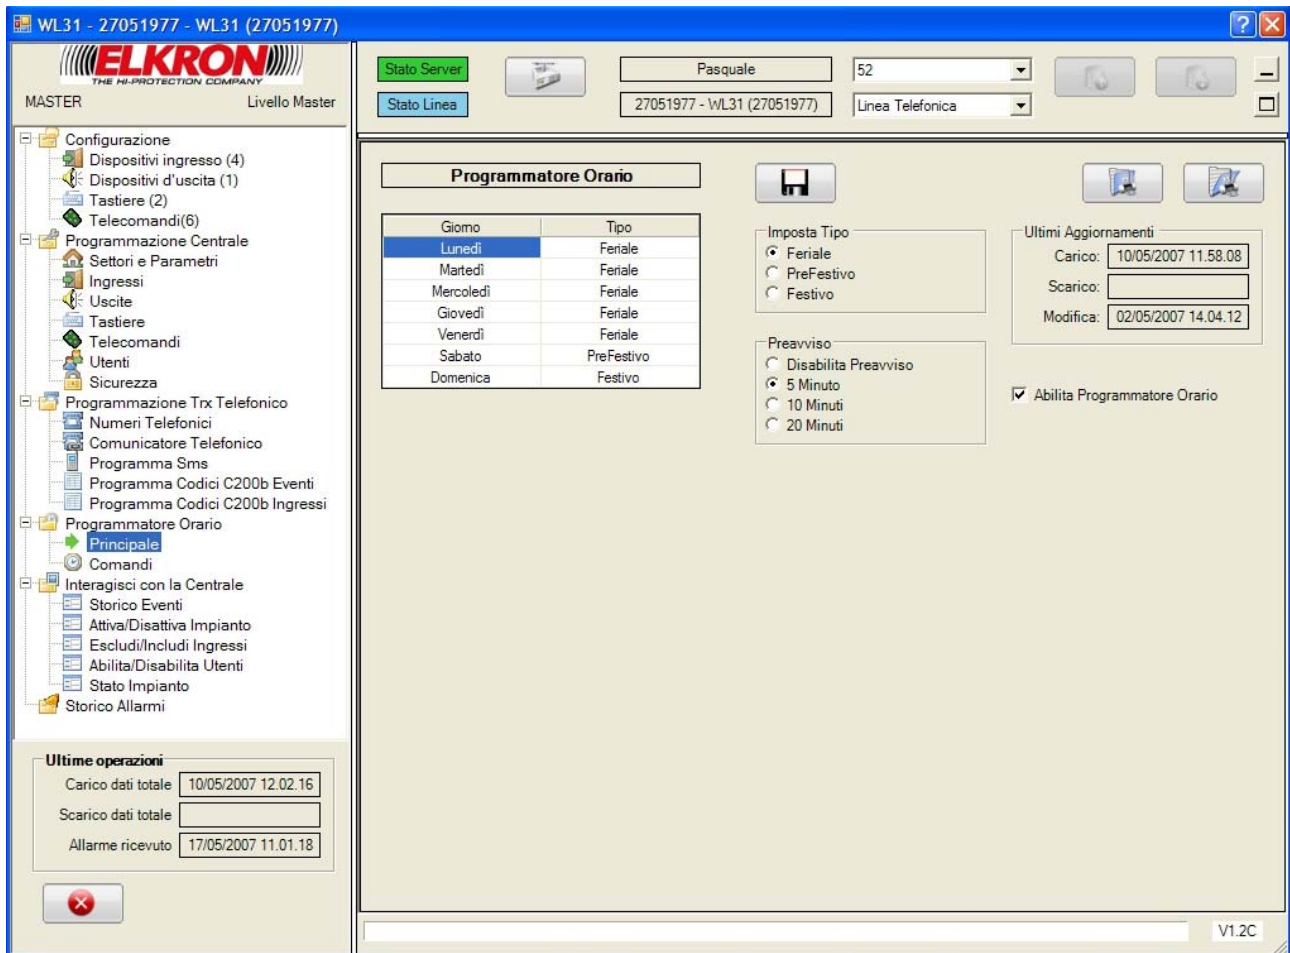 WL31 - 27051977 - WL31 (27051977)
ELKRON
THE HI-PROTECTION COMPANY
MASTER Livello Master
Configurazione
Dispositivi ingresso (4)
Dispositivi d'uscita (1)
Tastiere (2)
Telecomandi(6)
Programmazione Centrale
Settori e Parametri
Ingressi
Uscite
Tastiere
Telecomandi
Utenti
Sicurezza
Programmazione Trx Telefonico
Numeri Telefonici
Comunicatore Telefonico
Programma Sms
Programma Codici C200b Eventi
Programma Codici C200b Ingressi
Programmatore Orario
Principale
Comandi
Interagisci con la Centrale
Storico Eventi
Attiva/Disattiva Impianto
Escludi/Includi Ingressi
Abilita/Disabilita Utenti
Stato Impianto
Storico Allarmi
Ultime operazioni
Carico dati totale 10/05/2007 12.02.16
Scarico dati totale
Allarme ricevuto 17/05/2007 11.01.18
Stato Server Pasquale 52
Stato Linea 27051977 - WL31 (27051977) Linea Telefonica
Programmatore Orario
Giorno Tipo
Lunedì Feriale
Martedì Feriale
Mercoledì Feriale
Giovedì Feriale
Venerdì Feriale
Sabato PreFestivo
Domenica Festivo
Imposta Tipo
Feriale
PreFestivo
Festivo
Preavviso
Disabilita Preavviso
5 Minuto
10 Minuti
20 Minuti
Ultimi Aggiornamenti
Carico: 10/05/2007 11.58.08
Scarico:
Modifica: 02/05/2007 14.04.12
Abilita Programmatore Orario
V1.2C